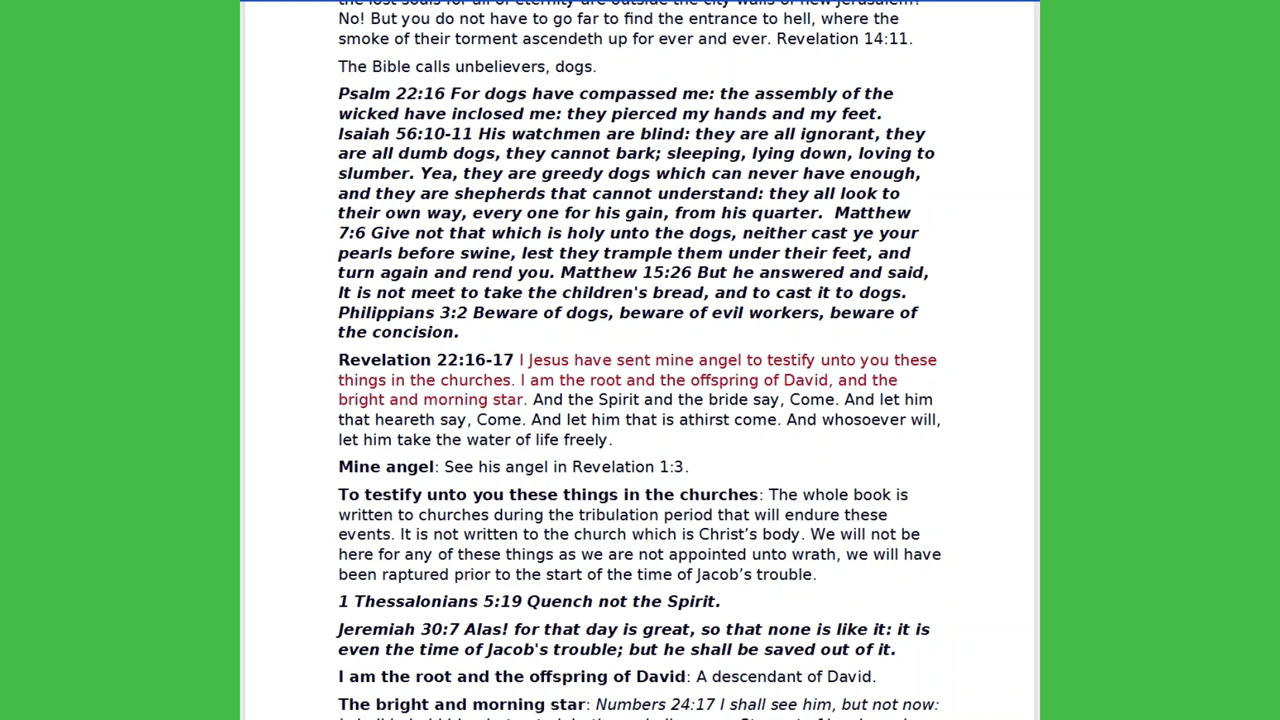 the lost souls for all of eternity are outside the city walls of new Jerusalem?
No! But you do not have to go far to find the entrance to hell, where the
smoke of their torment ascendeth up for ever and ever. Revelation 14:11.
The Bible calls unbelievers, dogs.
Psalm 22:16 For dogs have compassed me: the assembly of the
wicked have inclosed me: they pierced my hands and my feet.
Isaiah 56:10-11 His watchmen are blind: they are all ignorant, they
are all dumb dogs, they cannot bark; sleeping, lying down, loving to
slumber. Yea, they are greedy dogs which can never have enough,
and they are shepherds that cannot understand: they all look to
their own way, every one for his gain, from his quarter.  Matthew
7:6 Give not that which is holy unto the dogs, neither cast ye your
pearls before swine, lest they trample them under their feet, and
turn again and rend you. Matthew 15:26 But he answered and said,
It is not meet to take the children's bread, and to cast it to dogs.
Philippians 3:2 Beware of dogs, beware of evil workers, beware of
the concision.
Revelation 22:16-17 I Jesus have sent mine angel to testify unto you these
things in the churches. I am the root and the offspring of David, and the
bright and morning star. And the Spirit and the bride say, Come. And let him
that heareth say, Come. And let him that is athirst come. And whosoever will,
let him take the water of life freely.
Mine angel: See his angel in Revelation 1:3.
To testify unto you these things in the churches: The whole book is
written to churches during the tribulation period that will endure these
events. It is not written to the church which is Christ’s body. We will not be
here for any of these things as we are not appointed unto wrath, we will have
been raptured prior to the start of the time of Jacob’s trouble.
1 Thessalonians 5:19 Quench not the Spirit.
Jeremiah 30:7 Alas! for that day is great, so that none is like it: it is
even the time of Jacob's trouble; but he shall be saved out of it.
I am the root and the offspring of David: A descendant of David.
The bright and morning star: Numbers 24:17 I shall see him, but not now: